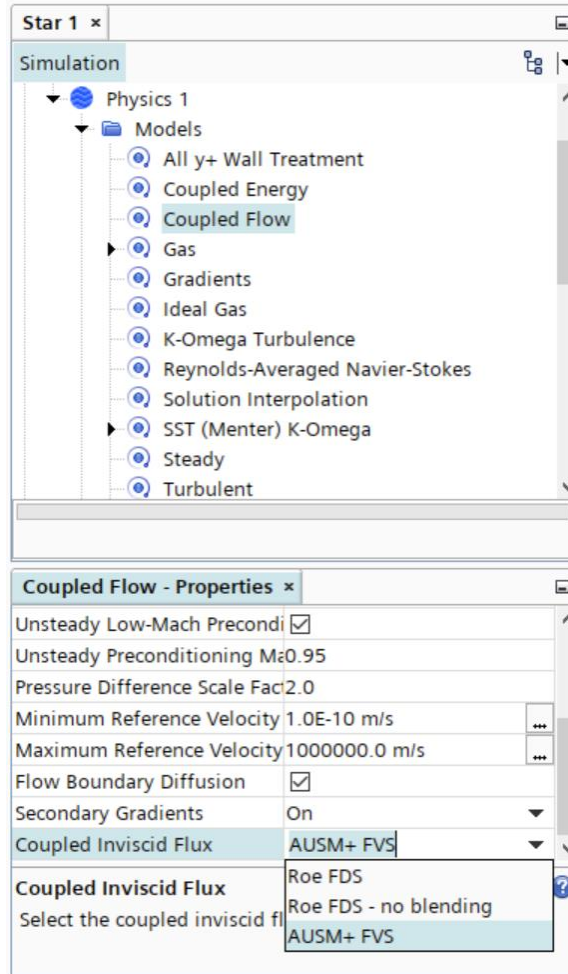 Star 1 ×
Simulation
Physics 1
Models
All y+ Wall Treatment
Coupled Energy
Coupled Flow
Gas
Gradients
Ideal Gas
K-Omega Turbulence
Reynolds-Averaged Navier-Stokes
Solution Interpolation
SST (Menter) K-Omega
Steady
Turbulent
Coupled Flow - Properties ×
Unsteady Low-Mach Precondi
Unsteady Preconditioning Ma 0.95
Pressure Difference Scale Fact 2.0
Minimum Reference Velocity 1.0E-10 m/s ...
Maximum Reference Velocity 1000000.0 m/s ...
Flow Boundary Diffusion
Secondary Gradients On
Coupled Inviscid Flux AUSM+ FVS
Roe FDS
Roe FDS - no blending
AUSM+ FVS
Coupled Inviscid Flux ?
Select the coupled inviscid fl